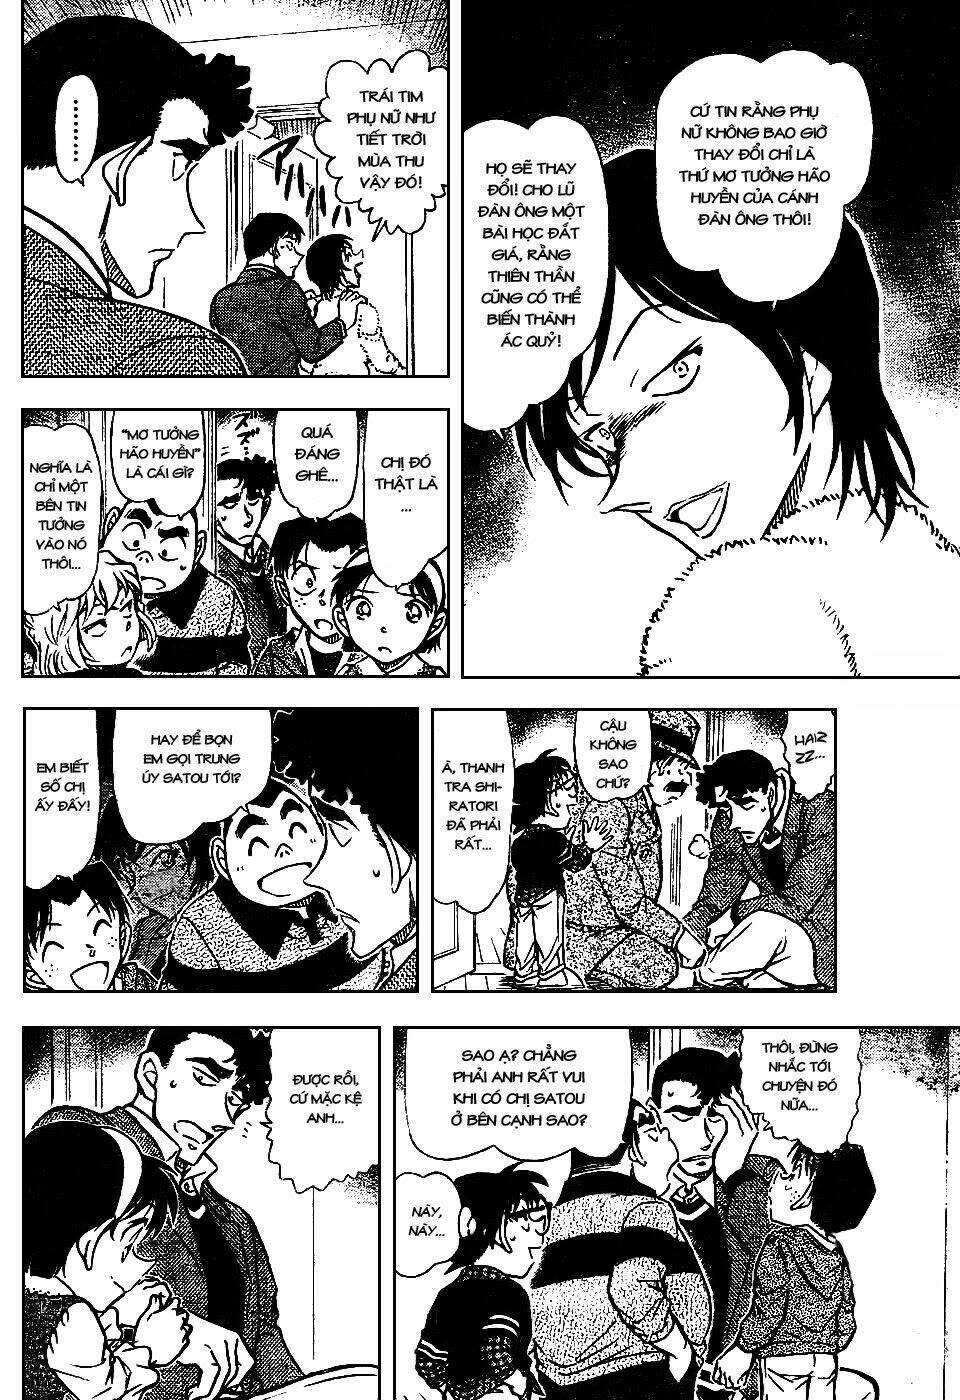 CỨ TIN RẰNG PHỤ
NỮ KHÔNG BAO GIỜ
THAY ĐỔI CHỈ LÀ
THỨ MƠ TƯỞNG HÃO
HUYỀN CỦA CÁNH
ĐÀN ÔNG THÔI!
HỌ SẼ THAY
ĐỔI! CHO LŨ
ĐÀN ÔNG MỘT
BÀI HỌC ĐẮT
GIÁ, RẰNG
THIÊN THẦN
CŨNG CÓ THỂ
BIẾN THÀNH
ÁC QUỶ!
TRÁI TIM
PHỤ NỮ NHƯ
TIẾT TRỜI
MÙA THU
VẬY ĐÓ!
.........
CHỊ ĐÓ
THẬT LÀ
...
QUÁ
ĐÁNG
GHÊ...
"MƠ TƯỞNG
HÃO HUYỀN"
LÀ CÁI GÌ?
NGHĨA LÀ
CHỈ MỘT
BÊN TIN
TƯỞNG
VÀO NÓ
THÔI...
HAIZ
ZZ...
CẬU
KHÔNG
SAO
CHỨ?
À, THANH
TRA SHI-
RATORI
ĐÃ PHẢI
RẤT...
HAY ĐỂ BỌN
EM GỌI TRUNG
ÚY SATOU TỚI?
EM BIẾT
SỐ CHỊ
ẤY ĐẤY!
THÔI, ĐỪNG
NHẮC TỚI
CHUYỆN ĐÓ
NỮA...
SAO Ạ? CHẲNG
PHẢI ANH RẤT VUI
KHI CÓ CHỊ SATOU
Ở BÊN CẠNH SAO?
NÀY,
NÀY...
ĐƯỢC RỒI,
CỨ MẶC KỆ
ANH...